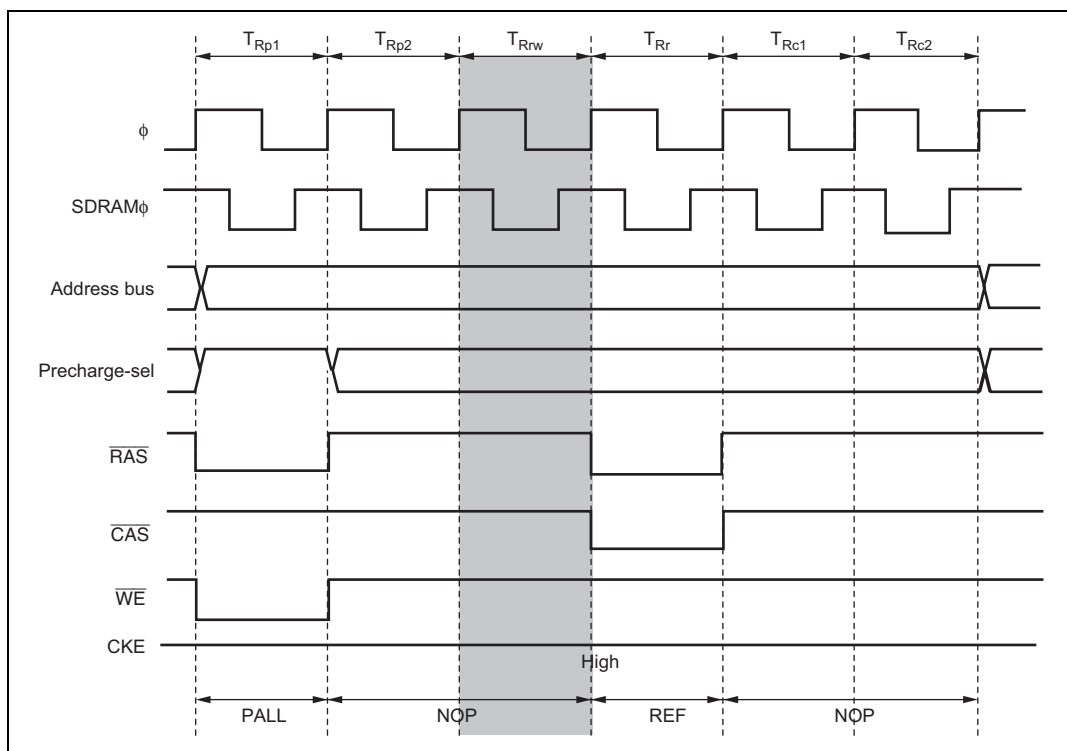 TRp1 TRp2 TRrw TRr TRc1 TRc2
ϕ
SDRAMϕ
Address bus
Precharge-sel
RAS
CAS
WE
CKE
High
PALL NOP REF NOP